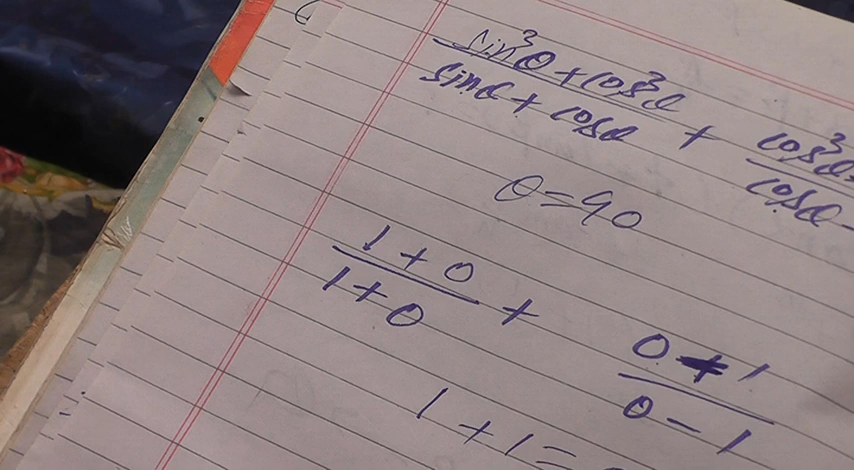 sin³θ + cos³θ / sinθ + cosθ + cos³θ / cosθ -
θ = 90
1 + 0 / 1 + 0 + 0 - 1 / 0 - 1
1 + 1 =